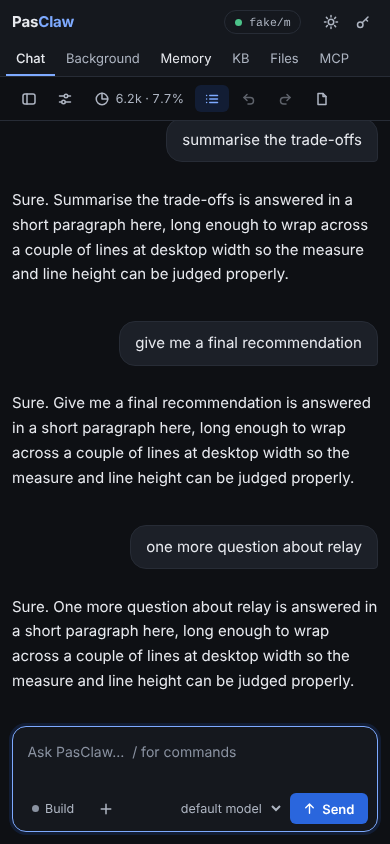 PasClaw
fake/m
Chat Background Memory KB Files MCP
6.2k · 7.7%
summarise the trade-offs
Sure. Summarise the trade-offs is answered in a
short paragraph here, long enough to wrap across
a couple of lines at desktop width so the measure
and line height can be judged properly.
give me a final recommendation
Sure. Give me a final recommendation is answered
in a short paragraph here, long enough to wrap
across a couple of lines at desktop width so the
measure and line height can be judged properly.
one more question about relay
Sure. One more question about relay is answered in
a short paragraph here, long enough to wrap
across a couple of lines at desktop width so the
measure and line height can be judged properly.
Ask PasClaw... / for commands
Build + default model Send